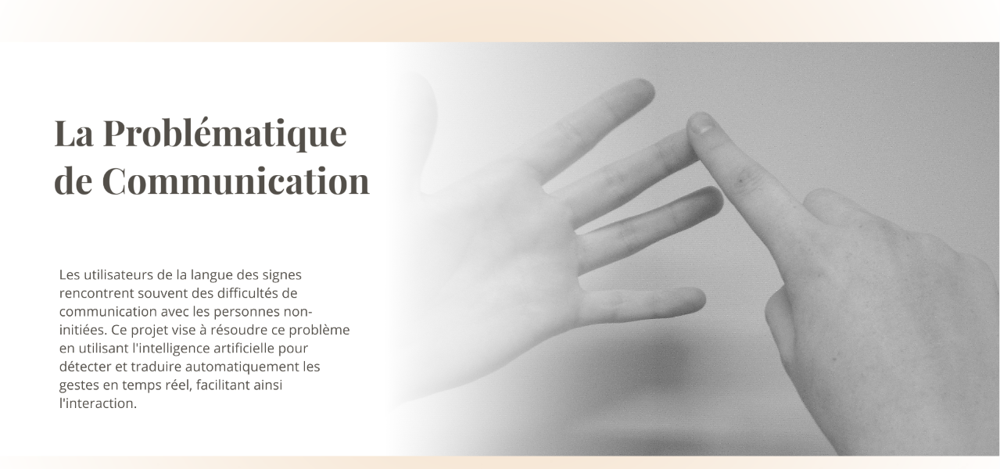 La Problématique
de Communication
Les utilisateurs de la langue des signes
rencontrent souvent des difficultés de
communication avec les personnes non-
initiées. Ce projet vise à résoudre ce problème
en utilisant l'intelligence artificielle pour
détecter et traduire automatiquement les
gestes en temps réel, facilitant ainsi
l'interaction.